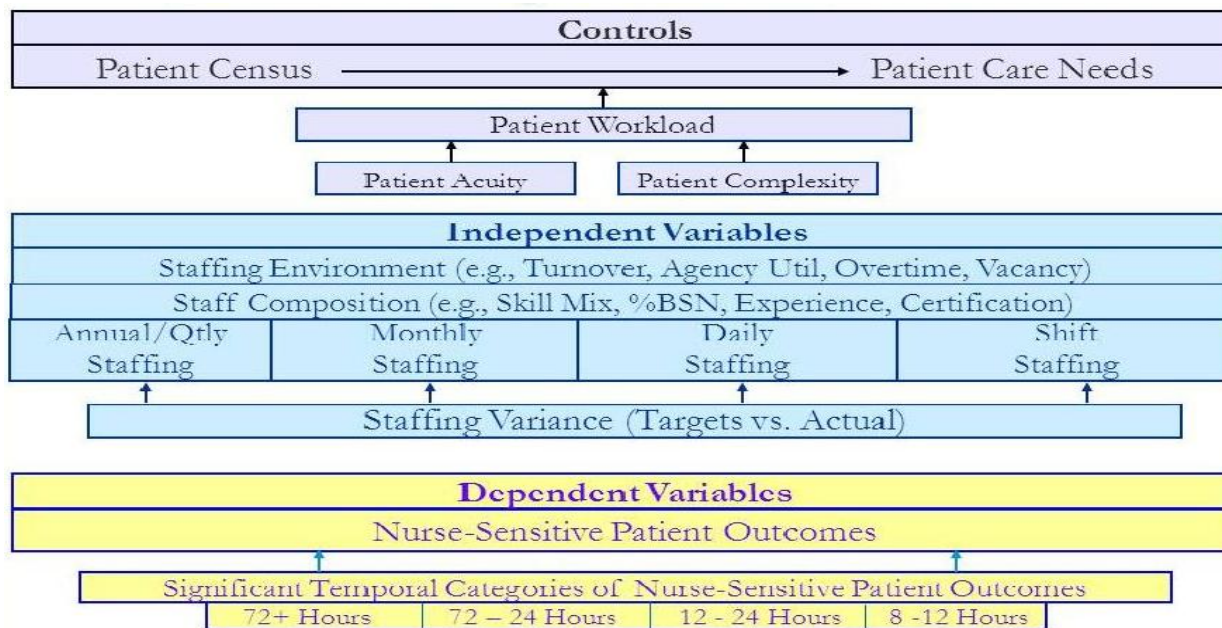 Controls
Patient Census Patient Care Needs
Patient Workload
Patient Acuity Patient Complexity
Independent Variables
Staffing Environment (e.g., Turnover, Agency Util, Overtime, Vacancy)
Staff Composition (e.g., Skill Mix, %BSN, Experience, Certification)
Annual/Qtly Monthly Daily Shift
Staffing Staffing Staffing Staffing
Staffing Variance (Targets vs. Actual)
Dependent Variables
Nurse-Sensitive Patient Outcomes
Significant Temporal Categories of Nurse-Sensitive Patient Outcomes
72+ Hours 72 – 24 Hours 12 - 24 Hours 8 -12 Hours